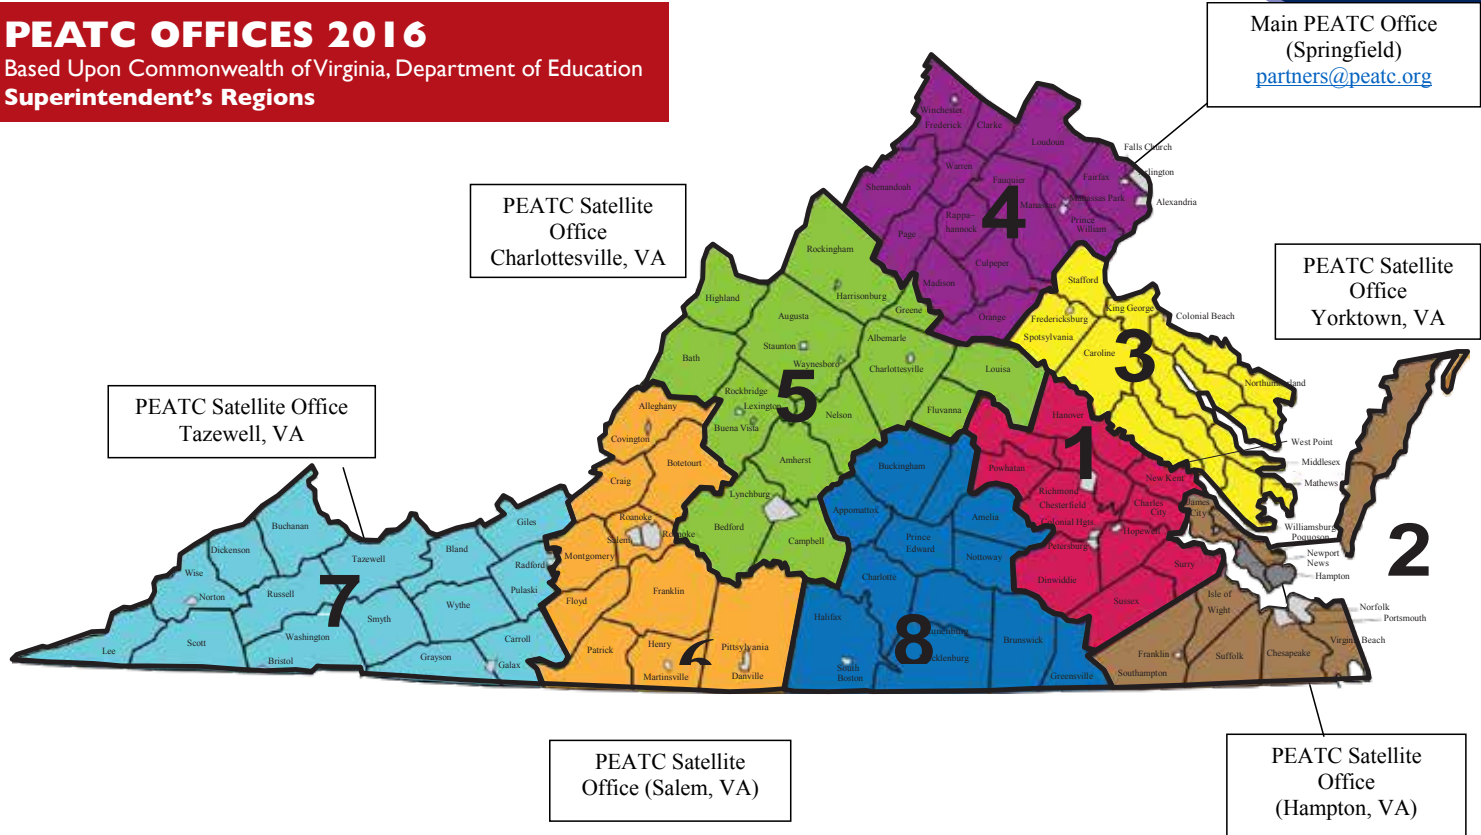 PEATC OFFICES 2016
Based Upon Commonwealth of Virginia, Department of Education
Superintendent's Regions
Main PEATC Office
(Springfield)
partners@peatc.org
PEATC Satellite
Office
Charlottesville, VA
PEATC Satellite
Office
Yorktown, VA
PEATC Satellite Office
Tazewell, VA
PEATC Satellite
Office (Salem, VA)
PEATC Satellite
Office
(Hampton, VA)
4
Winchester
Frederick
Clarke
Loudoun
Falls Church
Arlington
Alexandria
Warren
Fauquier
Fairfax
Shenandoah
Manassas Park
Prince
William
Rappa-
hannock
Page
Culpeper
Madison
Orange
3
Stafford
King George
Colonial Beach
Fredericksburg
Spotsylvania
Caroline
West Point
Middlesex
Mathews
5
Rockingham
Harrisonburg
Highland
Greene
Augusta
Albemarle
Staunton
Waynesboro
Charlottesville
Louisa
Bath
Rockbridge
Lexington
Buena Vista
Nelson
Fluvanna
Amherst
Lynchburg
Bedford
Campbell
1
Hanover
Powhatan
New Kent
Richmond
Chesterfield
Charles
City
Colonial Hgts
Hopewell
Petersburg
Dinwiddie
Surry
Sussex
2
James
City
Williamsburg
Poquoson
Newport
News
Hampton
Norfolk
Portsmouth
Virginia Beach
Isle of
Wight
Franklin
Suffolk
Chesapeake
Southampton
6
Alleghany
Covington
Botetourt
Craig
Roanoke
Salem
Roanoke
Montgomery
Floyd
Franklin
Patrick
Henry
Martinsville
Pittsylvania
Danville
7
Giles
Buchanan
Dickenson
Tazewell
Bland
Radford
Wise
Norton
Russell
Pulaski
Wythe
Smyth
Lee
Scott
Washington
Bristol
Grayson
Carroll
Galax
8
Buckingham
Appomattox
Amelia
Prince
Edward
Nottoway
Charlotte
Halifax
Brunswick
South
Boston
Greensville